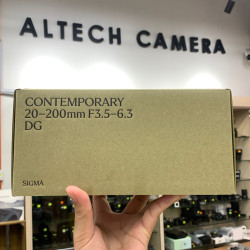 ALTECH CAMERA
CONTEMPORARY
20–200mm F3.5–6.3
DG
SIGMA